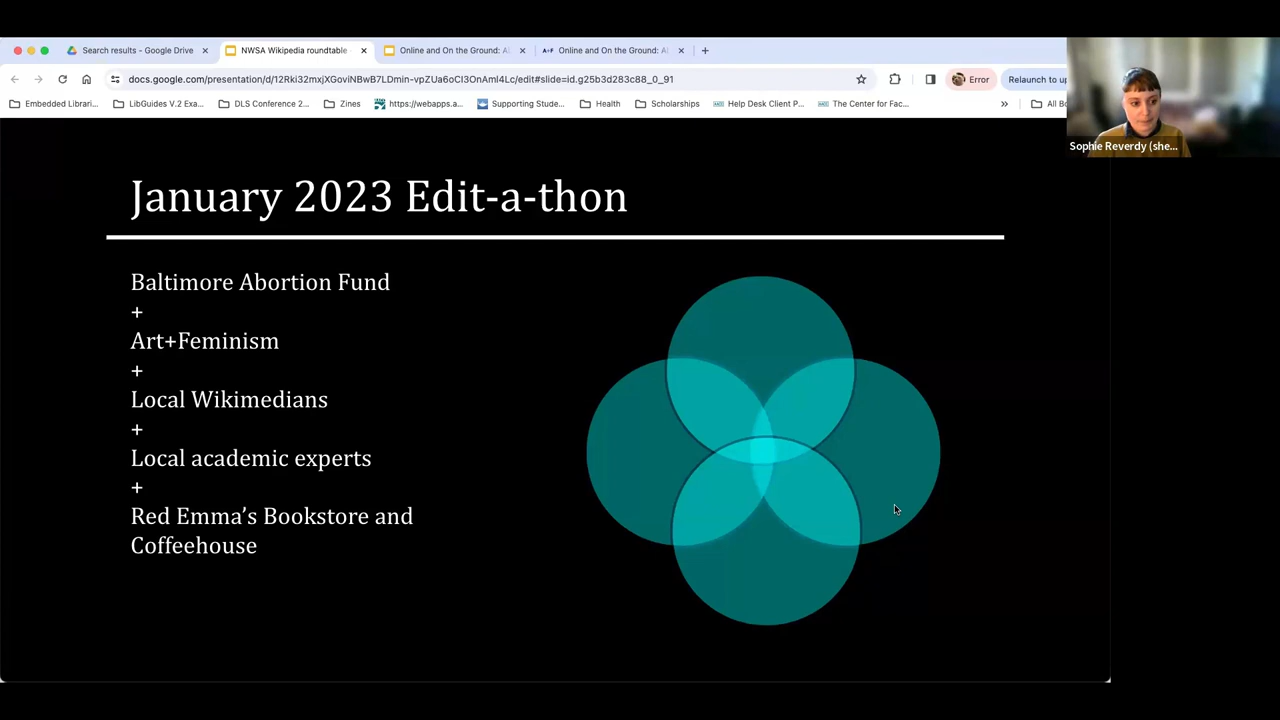 Search results - Google Drive
NWSA Wikipedia roundtable
Online and On the Ground: A
A+F Online and On the Ground: A
docs.google.com/presentation/d/12Rki32mxjXGoviNBwB7LDmin-vpZUa6oCI3OnAmI4Lc/edit#slide=id.g25b3d283c88_0_91
Error
Relaunch to up
Embedded Librari...
LibGuides V.2 Exa...
DLS Conference 2...
Zines
https://webapps.a...
Supporting Stude...
Health
Scholarships
Help Desk Client P...
The Center for Fac...
»
All Bo
Sophie Reverdy (she...
January 2023 Edit-a-thon
Baltimore Abortion Fund
+
Art+Feminism
+
Local Wikimedians
+
Local academic experts
+
Red Emma’s Bookstore and
Coffeehouse